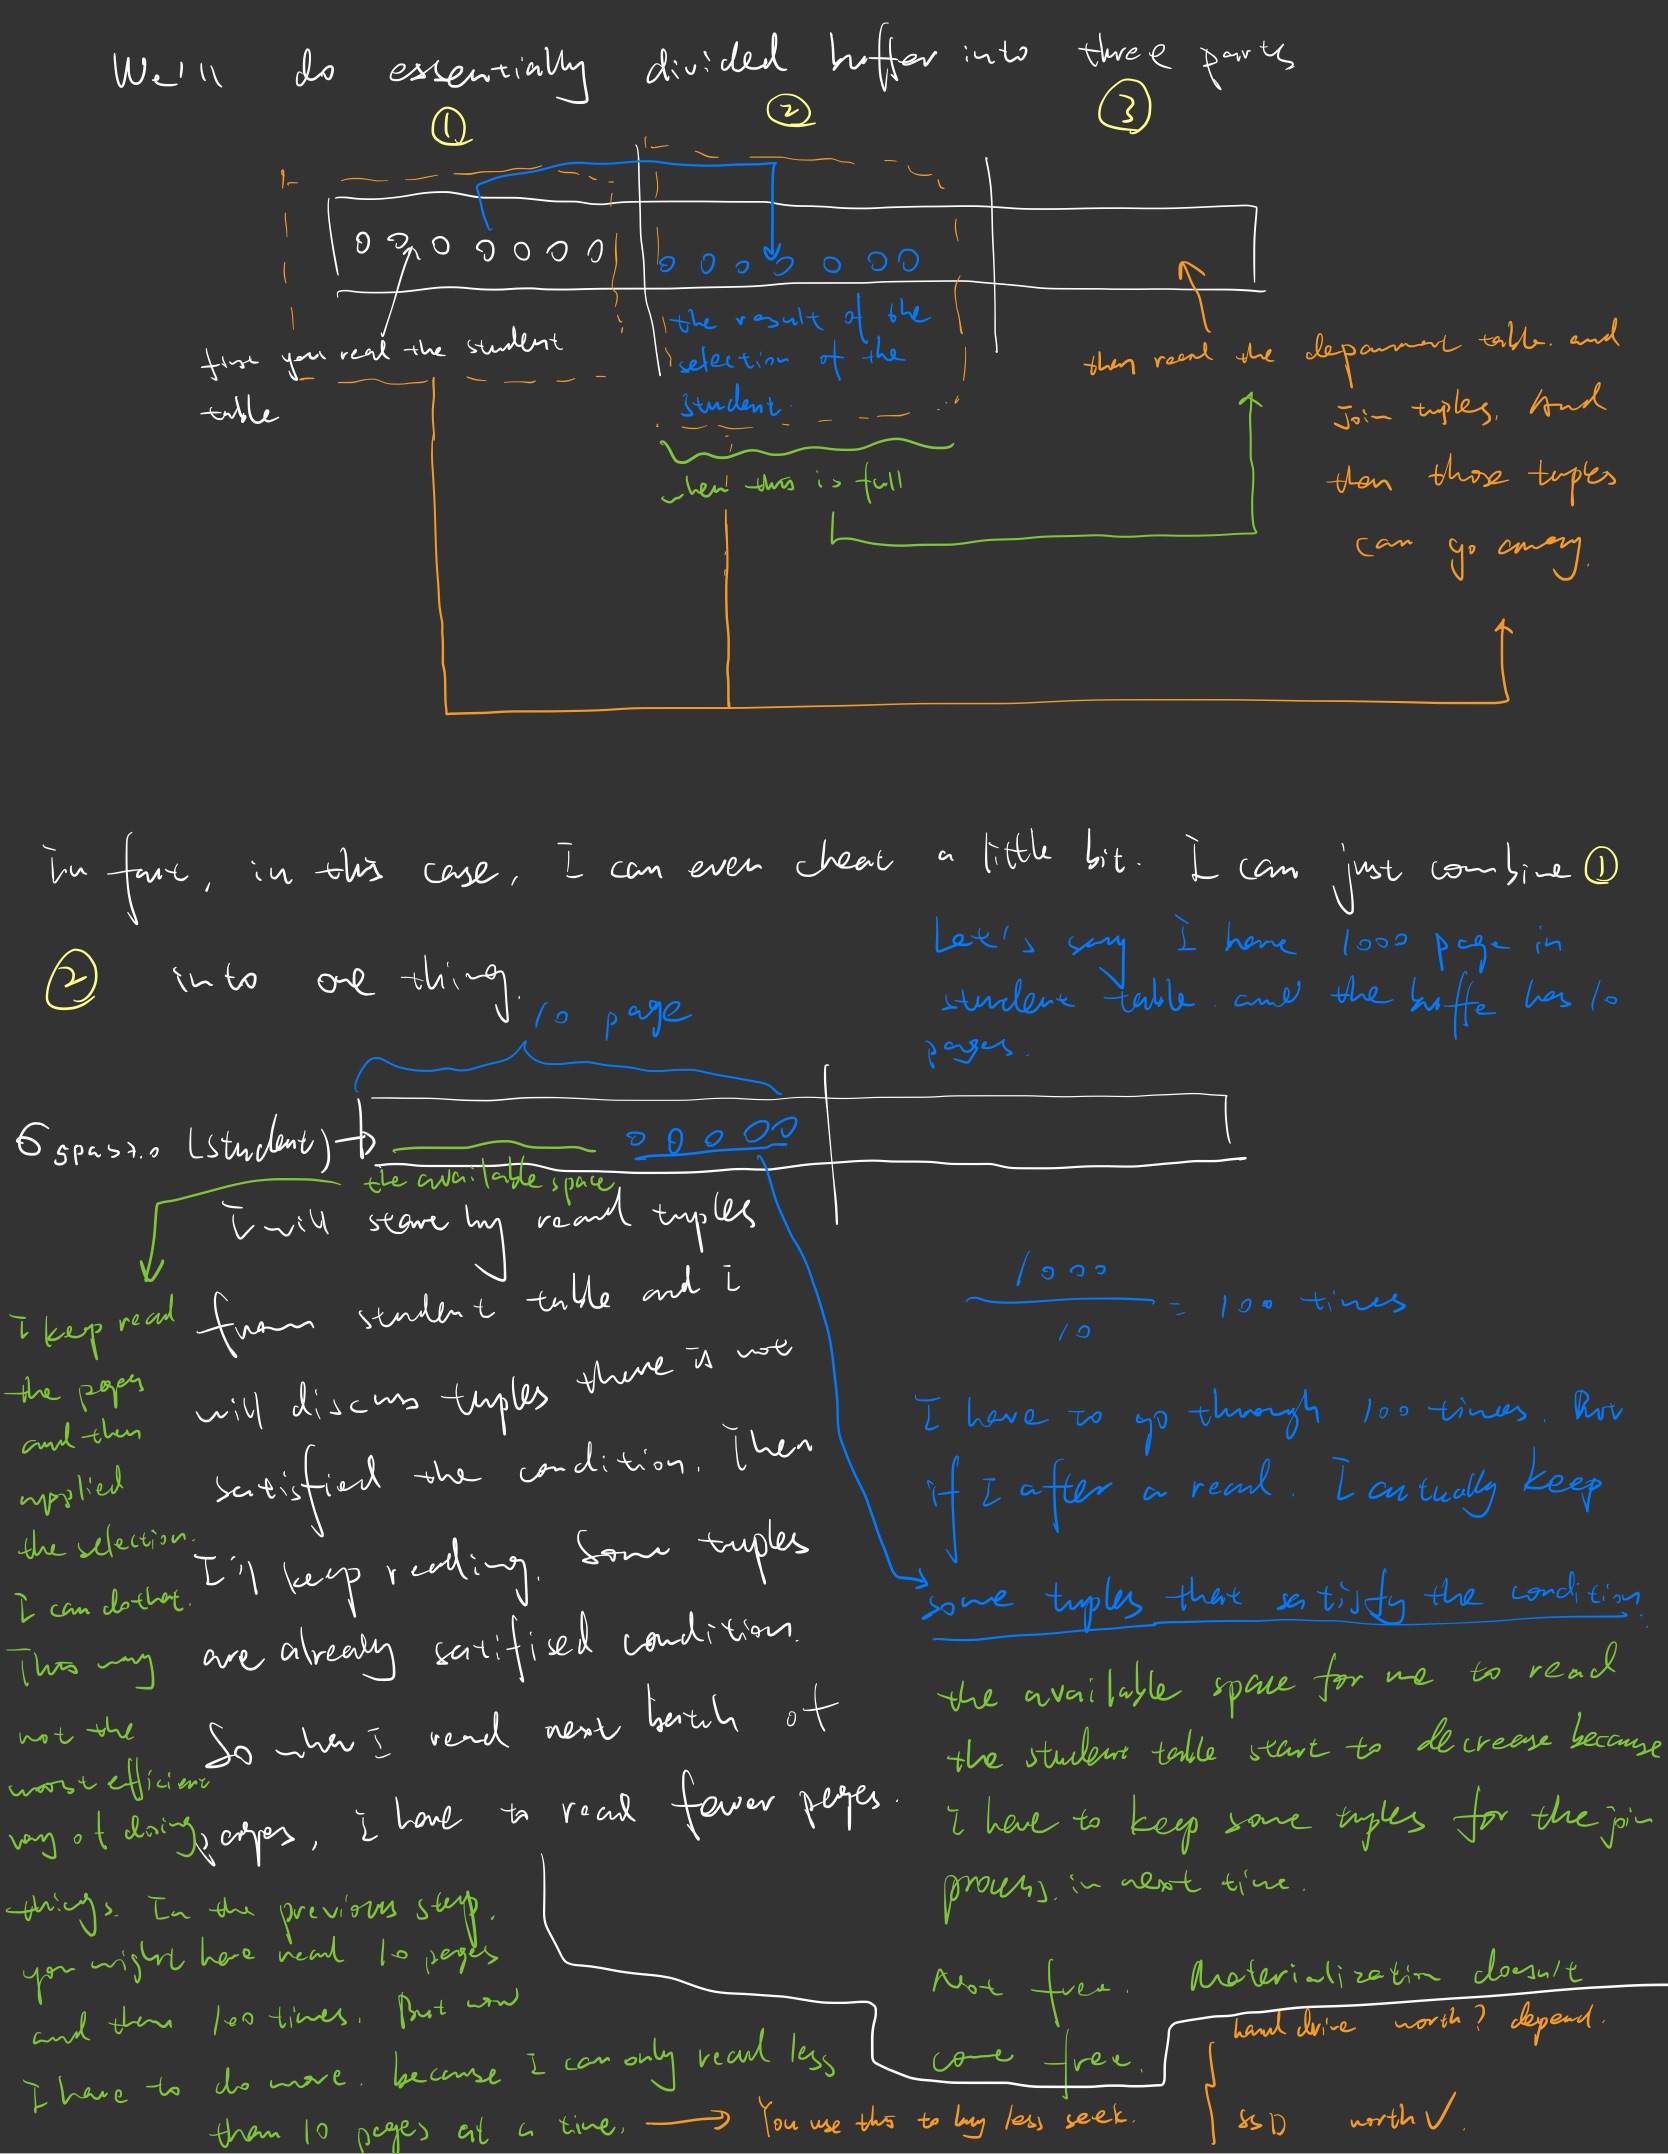 We'll do essentially divided buffer into three parts
① ② ③
first you read the student
table
the result of the
selection of the
student.
when this is full
then read the department table. and
join tuples. And
then those tuples
can go away.
In fact, in this case, I can even cheat a little bit. I can just combine ①
② into one thing.
Let's say I have 1000 page in
student table. and the buffe has 10
pages.
10 page
σ spa>3.0 (student)
the available space
I will start by read tuples
from student table and I
will discuss tuples there is not
satisfied the condition. Then
I'll keep reading. Some tuples
are already satifised condition.
So when I read next batch of
pages, I have to read fewer pages.
I keep read
the pages
and then
applied
the selection.
I can do that.
This way
not the
most efficient
way of doing
things. In the previous step.
you might have read 10 pages
and then 100 times. But now
I have to do more. because I can only read less
than 10 pages at a time.
You use this to buy less seek.
1000
10
= 100 times
I have to go through 100 times. But
if I after a read. I actually keep
some tuples that satisfy the condition.
the available space for me to read
the student table start to decrease because
I have to keep some tuples for the join
process. in next time.
Not free. Materialization doesn't
come free.
hard drive worth? depend.
SSD worth ✓.